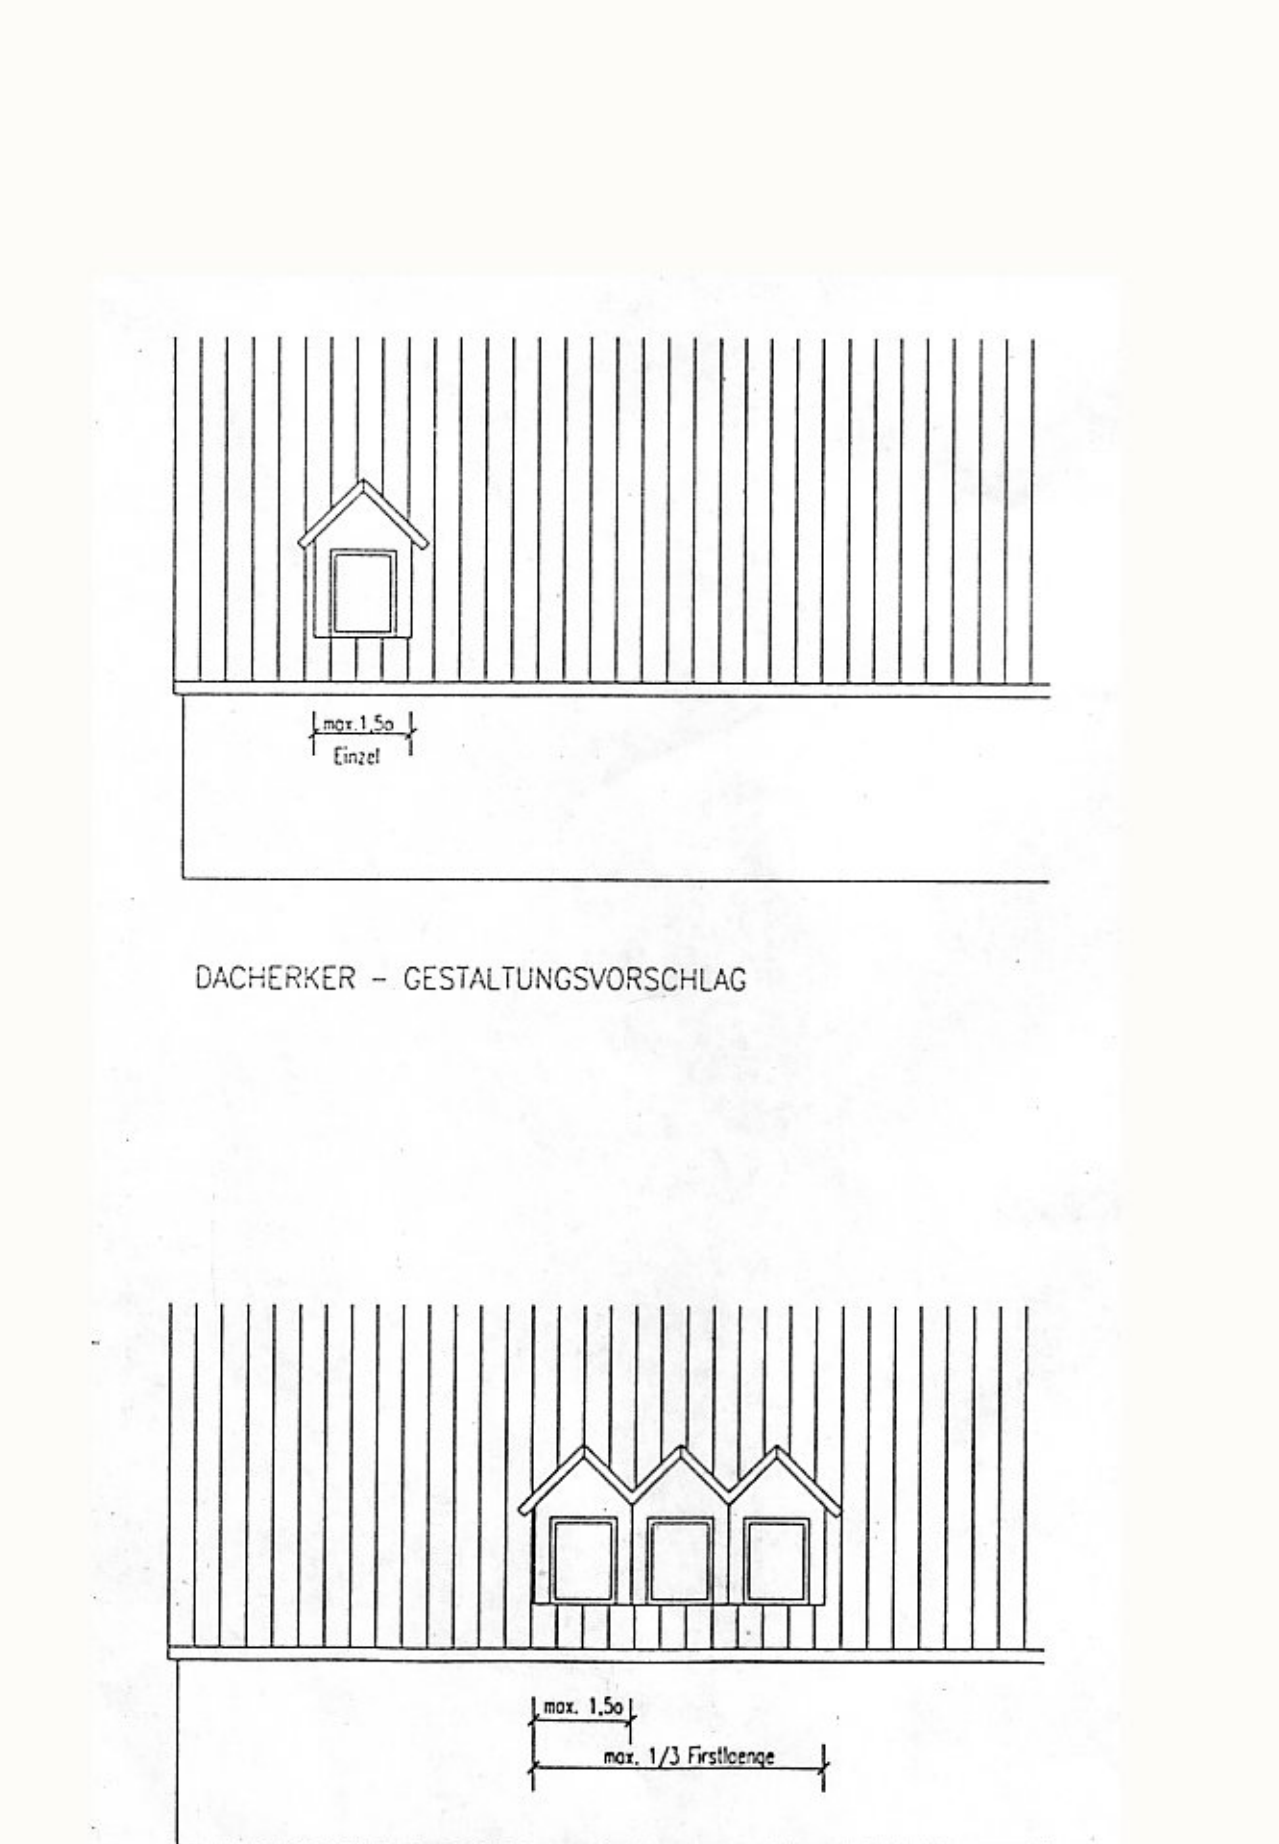 max.1,5o
Einzel
DACHERKER – GESTALTUNGSVORSCHLAG
max. 1,5o
max. 1/3 Firstlaenge